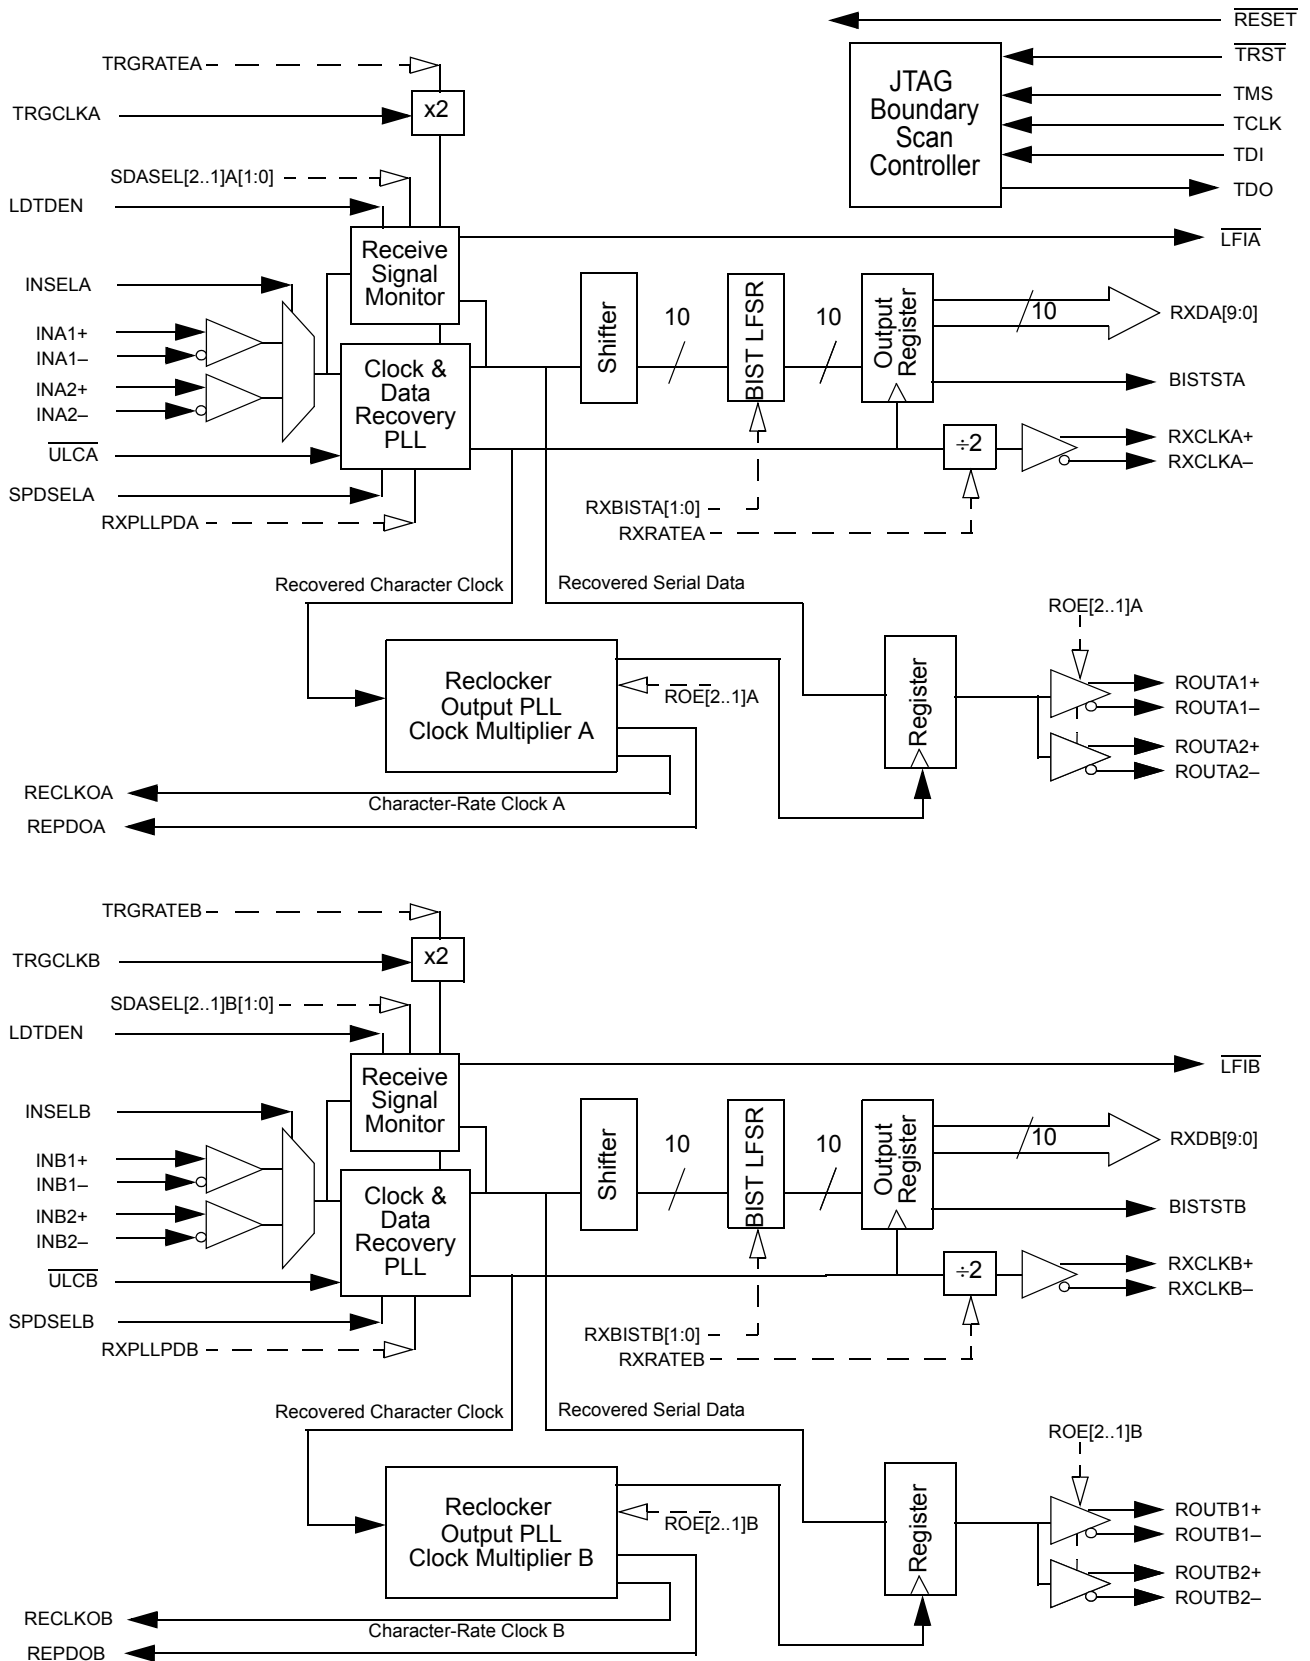 RESET
TRGRATEA
TRST
TRGCLKA
x2
JTAG
Boundary
Scan
Controller
TMS
TCLK
TDI
TDO
SDASEL[2..1]A[1:0]
LDTDEN
LFIA
Receive
Signal
Monitor
INSELA
INA1+
INA1–
INA2+
INA2–
Clock &
Data
Recovery
PLL
Shifter
10
BIST LFSR
10
Output
Register
10
RXDA[9:0]
BISTSTA
÷2
RXCLKA+
RXCLKA–
ULCA
SPDSELA
RXPLLPDA
RXBISTA[1:0]
RXRATEA
Recovered Character Clock
Recovered Serial Data
ROE[2..1]A
Reclocker
Output PLL
Clock Multiplier A
ROE[2..1]A
Register
ROUTA1+
ROUTA1–
ROUTA2+
ROUTA2–
RECLKOA
Character-Rate Clock A
REPDOA
TRGRATEB
TRGCLKB
x2
SDASEL[2..1]B[1:0]
LDTDEN
LFIB
Receive
Signal
Monitor
INSELB
INB1+
INB1–
INB2+
INB2–
Clock &
Data
Recovery
PLL
Shifter
10
BIST LFSR
10
Output
Register
10
RXDB[9:0]
BISTSTB
÷2
RXCLKB+
RXCLKB–
ULCB
SPDSELB
RXPLLPDB
RXBISTB[1:0]
RXRATEB
Recovered Character Clock
Recovered Serial Data
ROE[2..1]B
Reclocker
Output PLL
Clock Multiplier B
ROE[2..1]B
Register
ROUTB1+
ROUTB1–
ROUTB2+
ROUTB2–
RECLKOB
Character-Rate Clock B
REPDOB